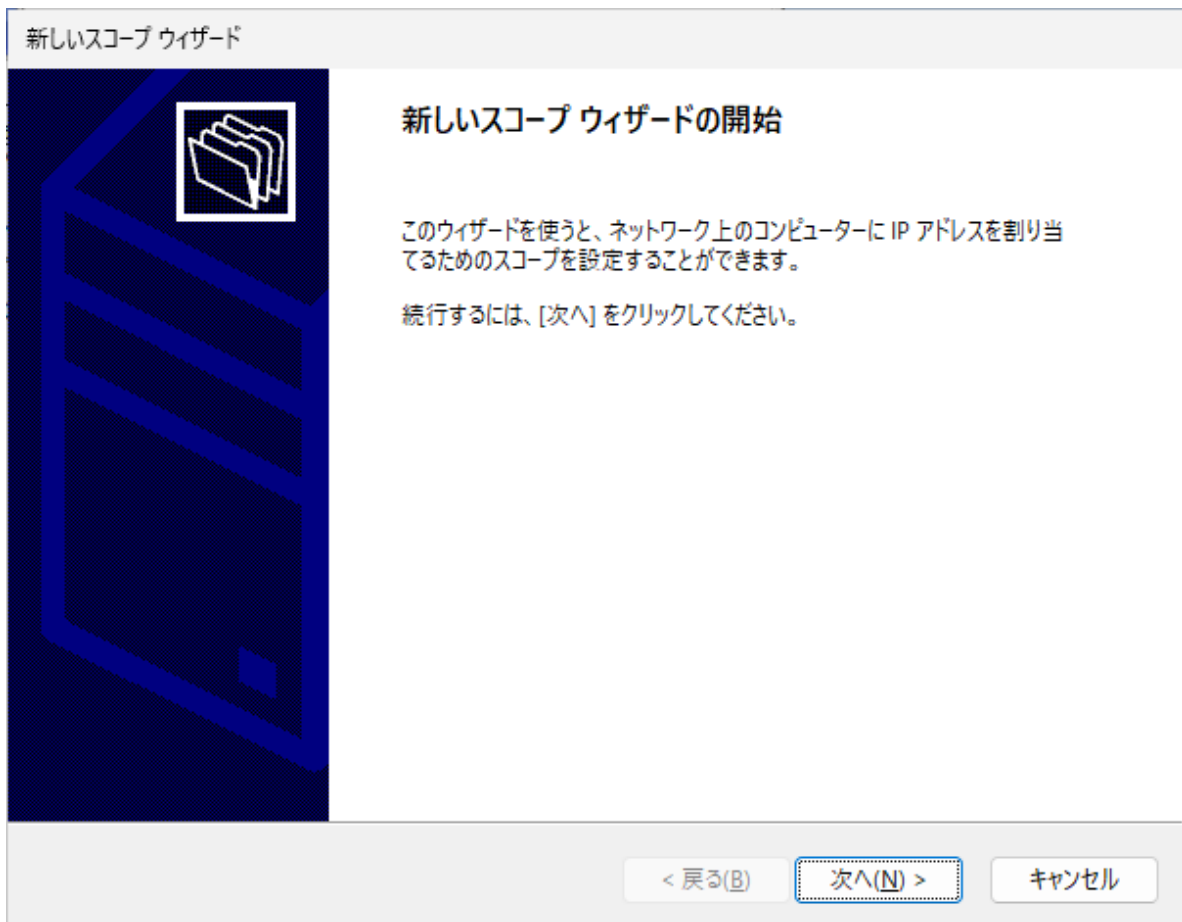 新しいスコープ ウィザード
新しいスコープ ウィザードの開始
このウィザードを使うと、ネットワーク上のコンピューターに IP アドレスを割り当
てるためのスコープを設定することができます。
続行するには、[次へ] をクリックしてください。
< 戻る(B)
次へ(N) >
キャンセル